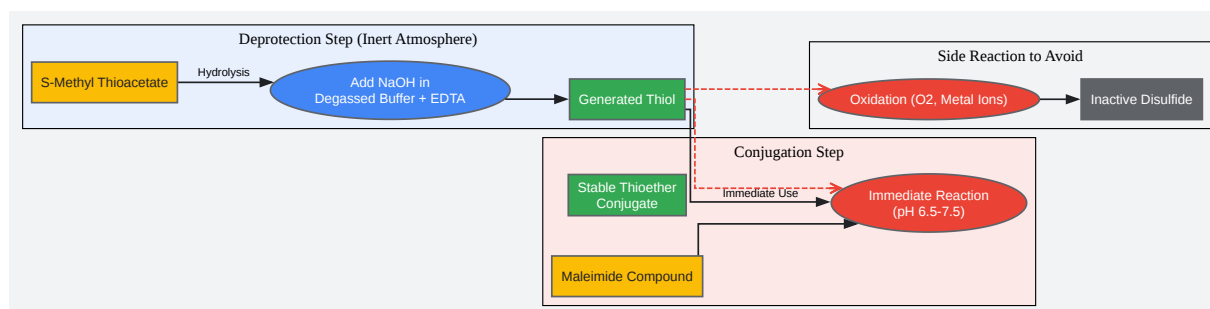 Deprotection Step (Inert Atmosphere)
S-Methyl Thioacetate
Hydrolysis
Add NaOH in
Degassed Buffer + EDTA
Generated Thiol
Side Reaction to Avoid
Oxidation (O2, Metal Ions)
Inactive Disulfide
Conjugation Step
Stable Thioether
Conjugate
Immediate Use
Immediate Reaction
(pH 6.5-7.5)
Maleimide Compound